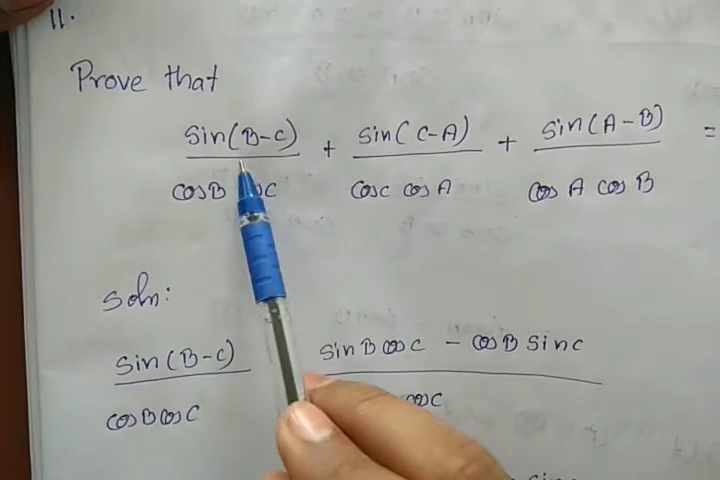 11.
Prove that
sin(B-C) + sin(C-A) + sin(A-B) =
cosB cosC cosA cosA cosB
Soln:
sin(B-C) sinB cosC - cosB sinC
cosBcosC cosC